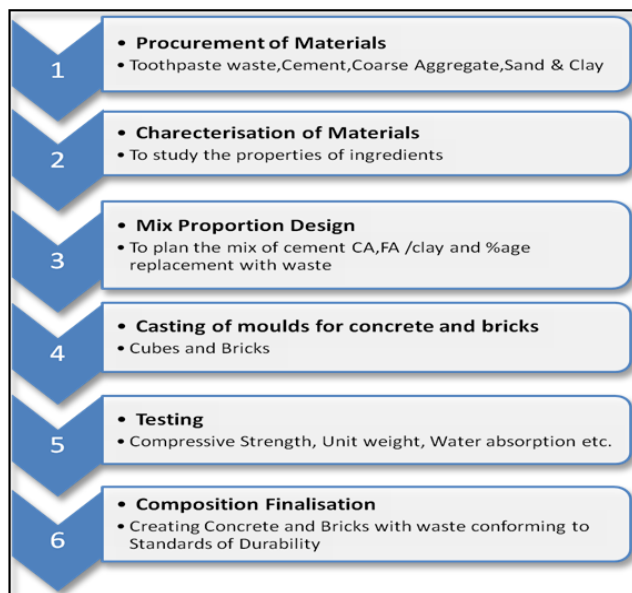 1
• Procurement of Materials
• Toothpaste waste,Cement,Coarse Aggregate,Sand & Clay
2
• Charecterisation of Materials
• To study the properties of ingredients
3
• Mix Proportion Design
• To plan the mix of cement CA,FA /clay and %age
replacement with waste
4
• Casting of moulds for concrete and bricks
• Cubes and Bricks
5
• Testing
• Compressive Strength, Unit weight, Water absorption etc.
6
• Composition Finalisation
• Creating Concrete and Bricks with waste conforming to
Standards of Durability